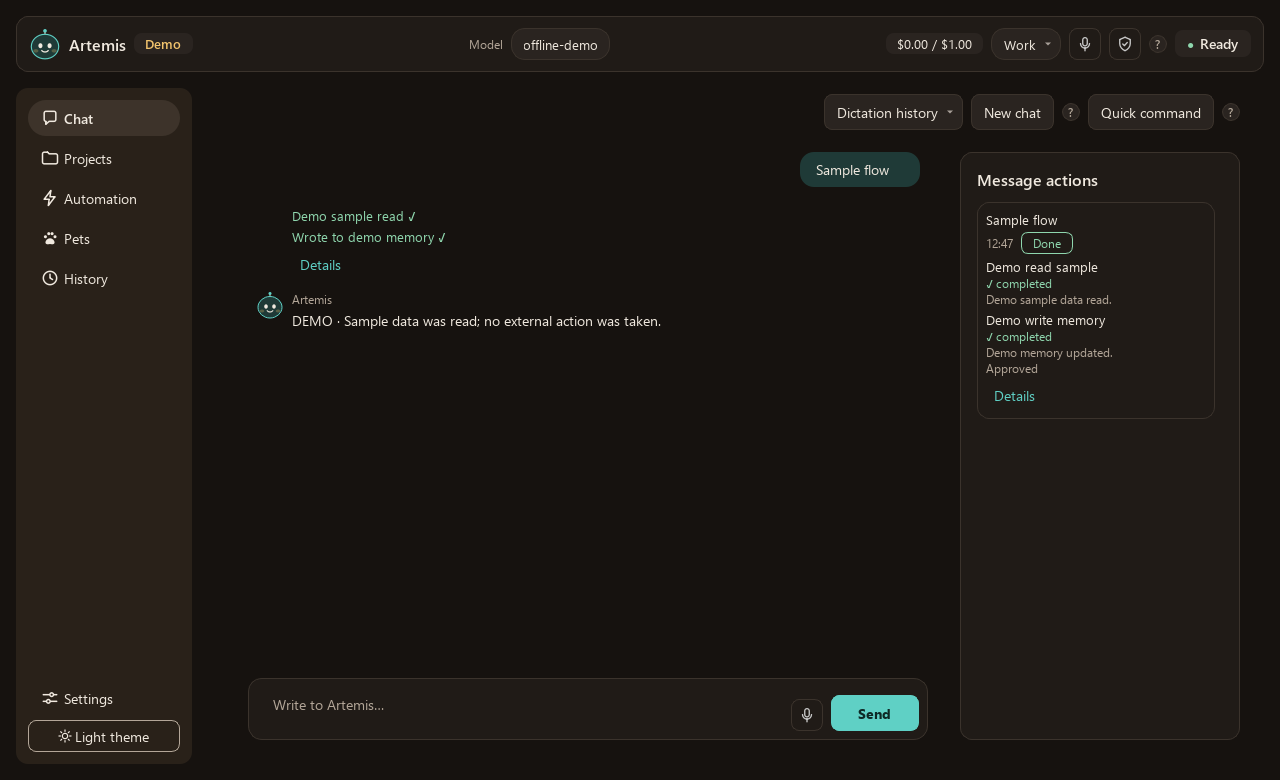 Artemis
Demo
Model
offline-demo
$0.00 / $1.00
Work
?
Ready
Chat
Projects
Automation
Pets
History
Settings
Light theme
Dictation history
New chat
?
Quick command
?
Sample flow
Demo sample read ✓
Wrote to demo memory ✓
Details
Artemis
DEMO · Sample data was read; no external action was taken.
Write to Artemis...
Send
Message actions
Sample flow
12:47 Done
Demo read sample
✓ completed
Demo sample data read.
Demo write memory
✓ completed
Demo memory updated.
Approved
Details